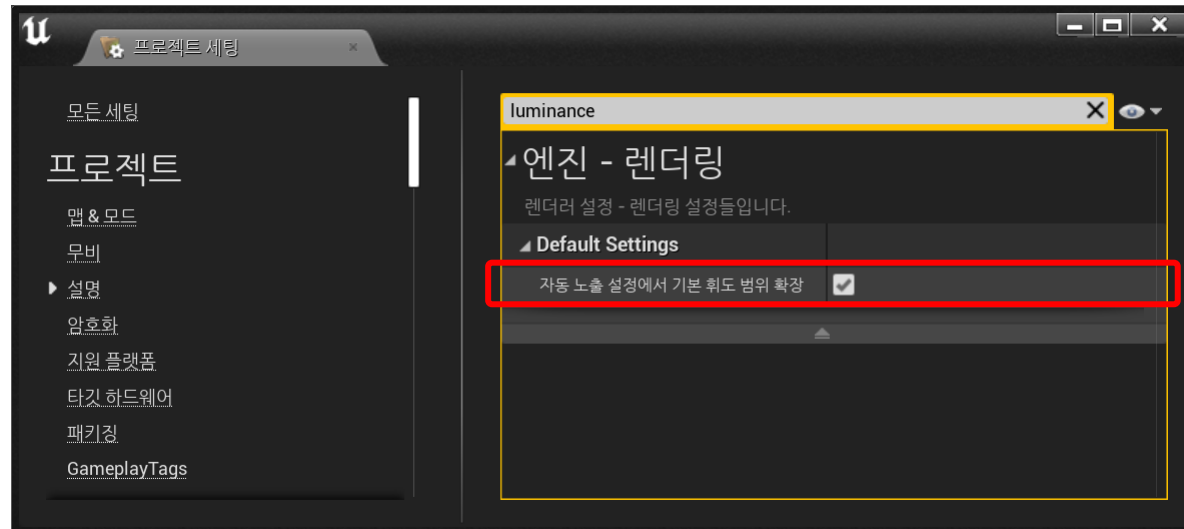 프로젝트 세팅
모든 세팅
프로젝트
맵 & 모드
무비
설명
암호화
지원 플랫폼
타깃 하드웨어
패키징
GameplayTags
luminance
엔진 - 렌더링
렌더러 설정 - 렌더링 설정들입니다.
Default Settings
자동 노출 설정에서 기본 휘도 범위 확장